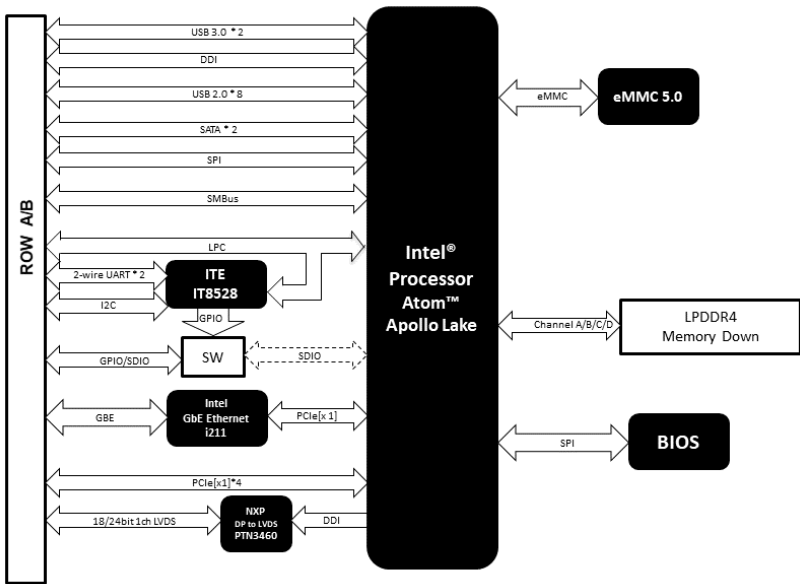 ROW A/B
USB 3.0 * 2
DDI
USB 2.0 * 8
SATA * 2
SPI
SMBus
LPC
2-wire UART * 2
I2C
ITE
IT8528
GPIO
GPIO/SDIO
SW
SDIO
GBE
Intel
GbE Ethernet
i211
PCIe[x 1]
PCIe[x1]*4
18/24bit 1ch LVDS
NXP
DP to LVDS
PTN3460
DDI
Intel®
Processor
Atom™
Apollo Lake
eMMC
eMMC 5.0
Channel A/B/C/D
LPDDR4
Memory Down
SPI
BIOS